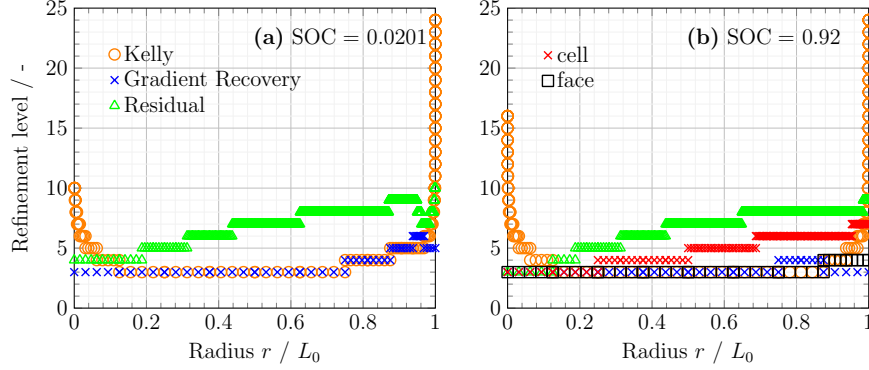 (a) SOC = 0.0201
Kelly
Gradient Recovery
Residual
Refinement level / -
0
5
10
15
20
25
0
0.2
0.4
0.6
0.8
1
Radius r / L₀
(b) SOC = 0.92
cell
face
0
5
10
15
20
25
0
0.2
0.4
0.6
0.8
1
Radius r / L₀